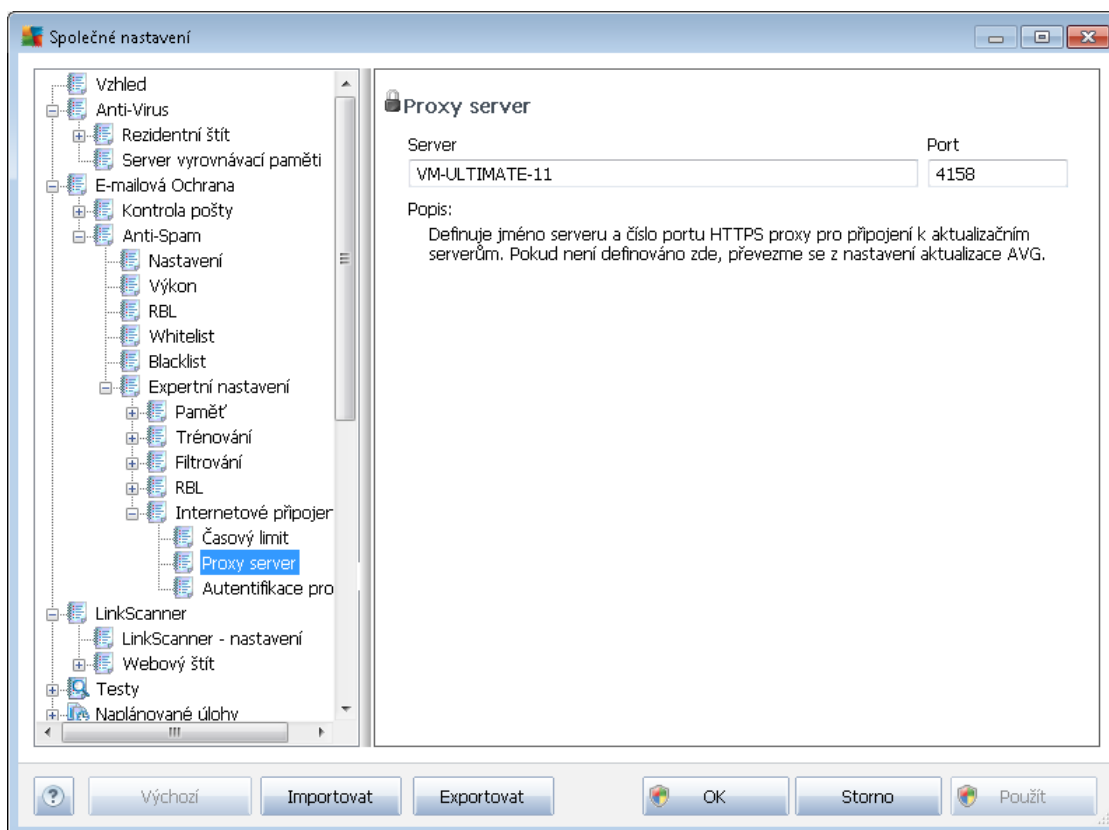 Společné nastavení
Vzhled
Anti-Virus
Rezidentní štít
Server vyrovnávací paměti
E-mailová Ochrana
Kontrola pošty
Anti-Spam
Nastavení
Výkon
RBL
Whitelist
Blacklist
Expertní nastavení
Paměť
Trénování
Filtrování
RBL
Internetové připojer
Časový limit
Proxy server
Autentifikace pro
LinkScanner
LinkScanner - nastavení
Webový štít
Testy
Naplánované úlohy
Proxy server
Server Port
VM-ULTIMATE-11 4158
Popis:
Definuje jméno serveru a číslo portu HTTPS proxy pro připojení k aktualizačním
serverům. Pokud není definováno zde, převezme se z nastavení aktualizace AVG.
? Výchozí Importovat Exportovat OK Storno Použít